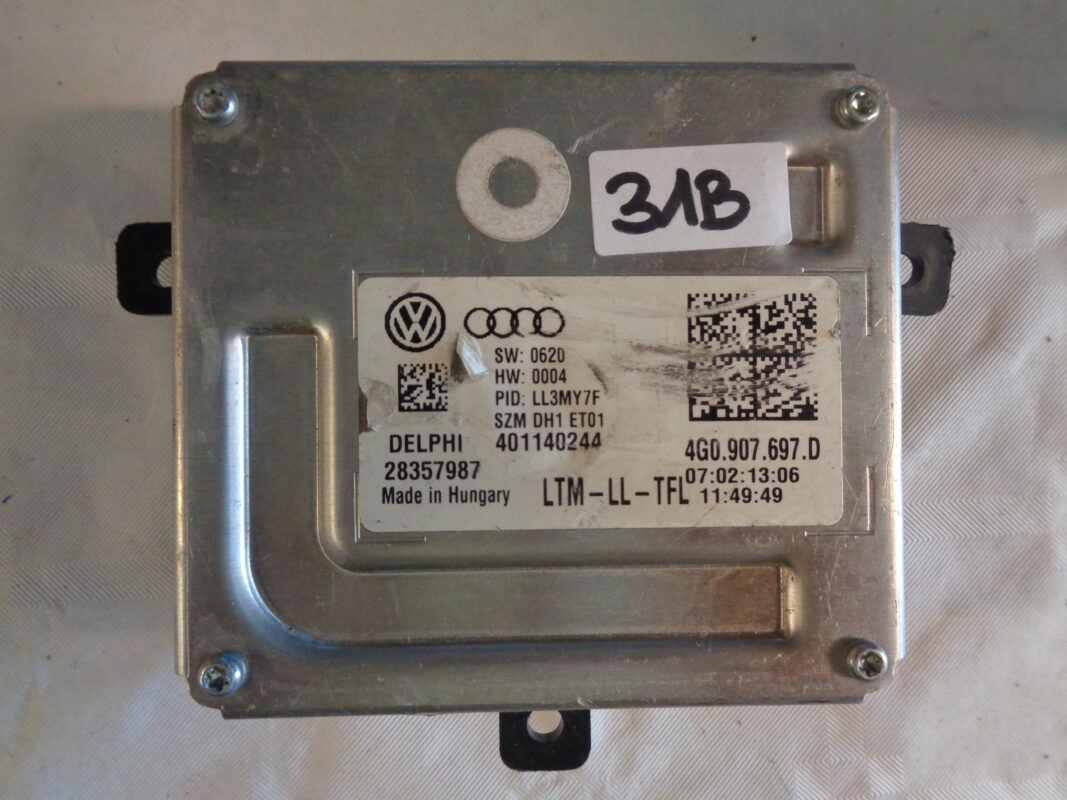 31B
VW
SW: 0620
HW: 0004
PID: LL3MY7F
SZM DH1 ET01
DELPHI 401140244
28357987
Made in Hungary
LTM-LL-TFL
4G0.907.697.D
07:02:13:06
11:49:49